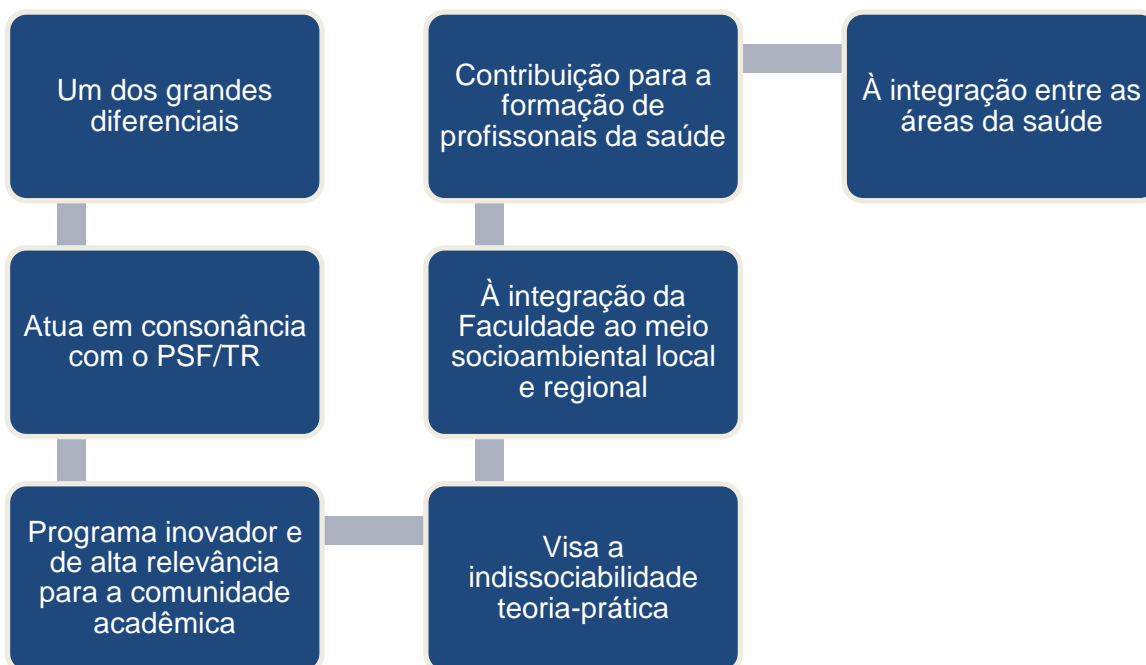 Um dos grandes
diferenciais
Atua em consonância
com o PSF/TR
Programa inovador e
de alta relevância
para a comunidade
acadêmica
Visa a
indissociabilidade
teoria-prática
À integração da
Faculdade ao meio
socioambiental local
e regional
Contribuição para a
formação de
profissonais da saúde
À integração entre as
áreas da saúde